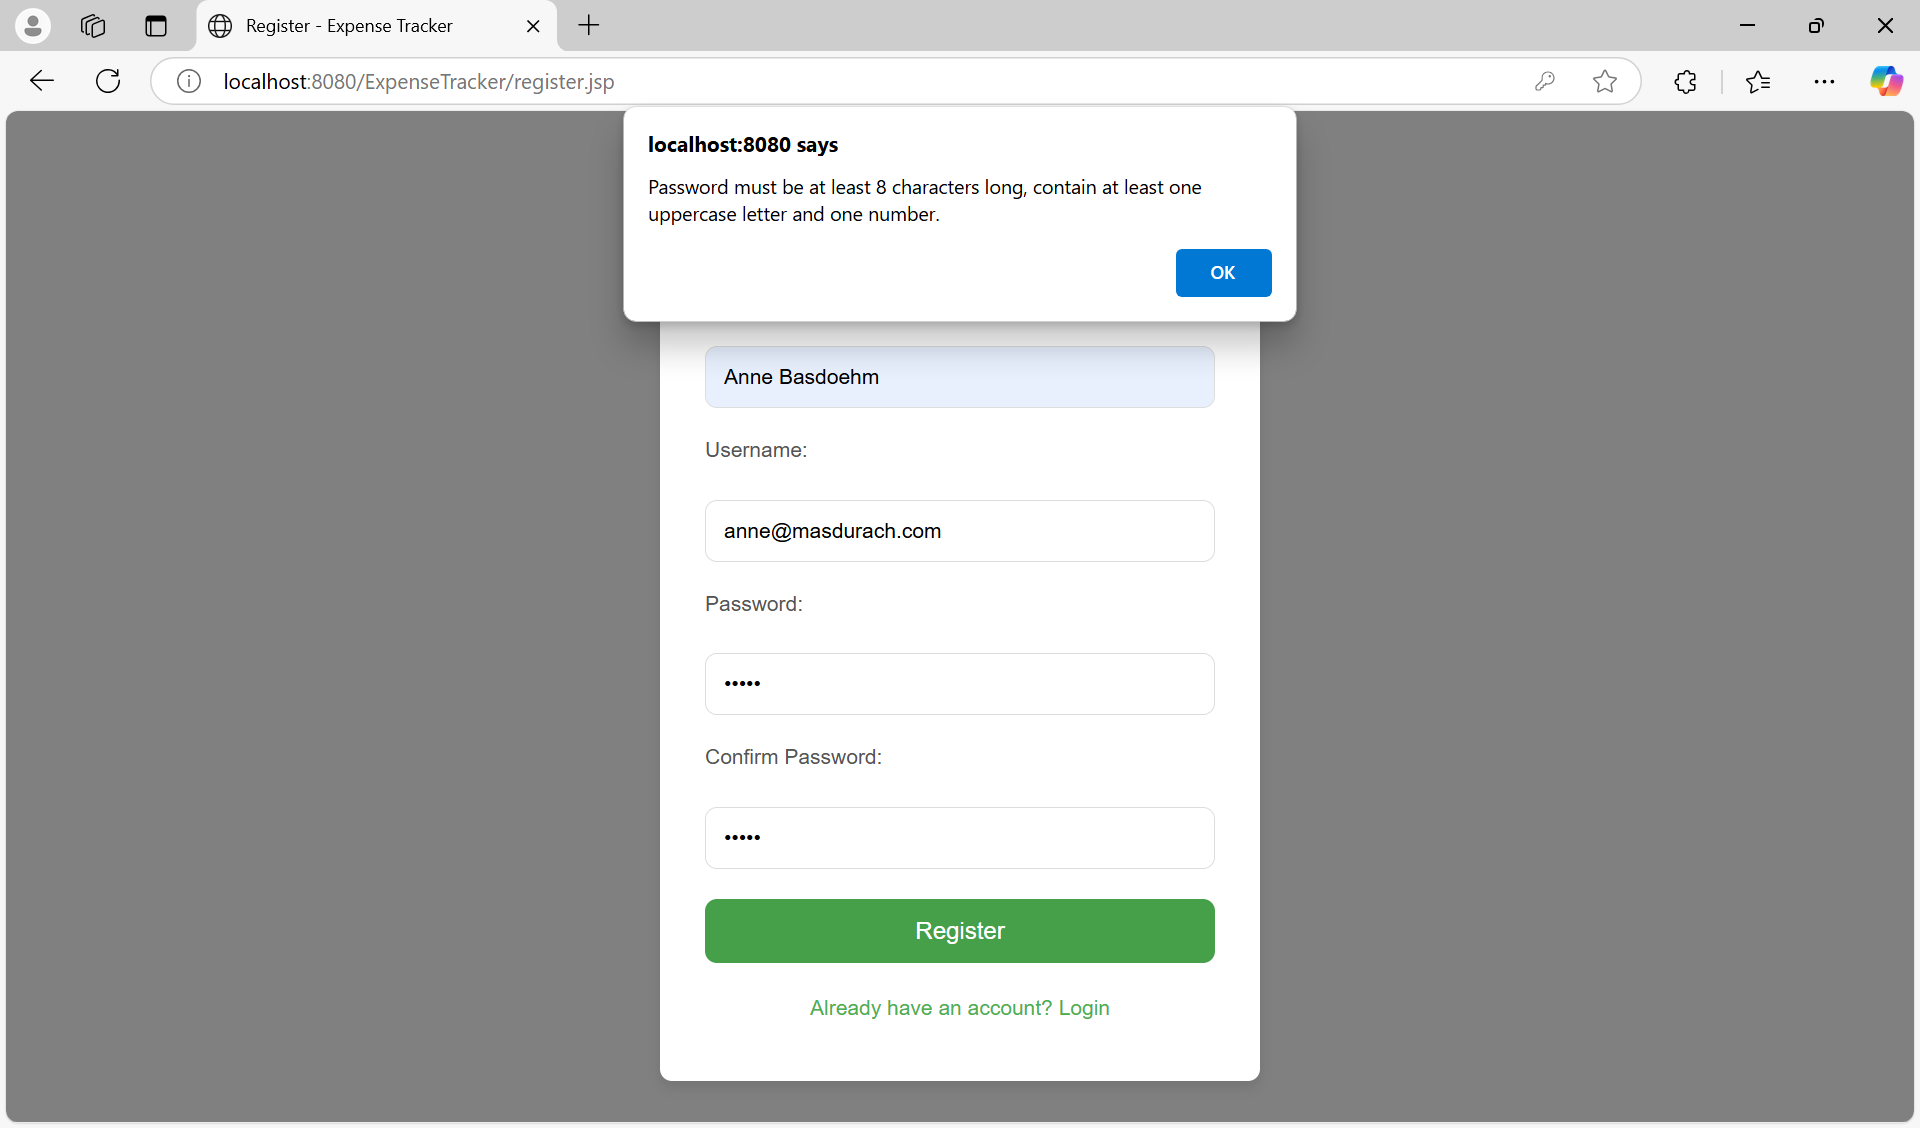 Register - Expense Tracker
localhost:8080/ExpenseTracker/register.jsp
localhost:8080 says
Password must be at least 8 characters long, contain at least one
uppercase letter and one number.
OK
Anne Basdoehm
Username:
anne@masdurach.com
Password:
•••••
Confirm Password:
•••••
Register
Already have an account? Login